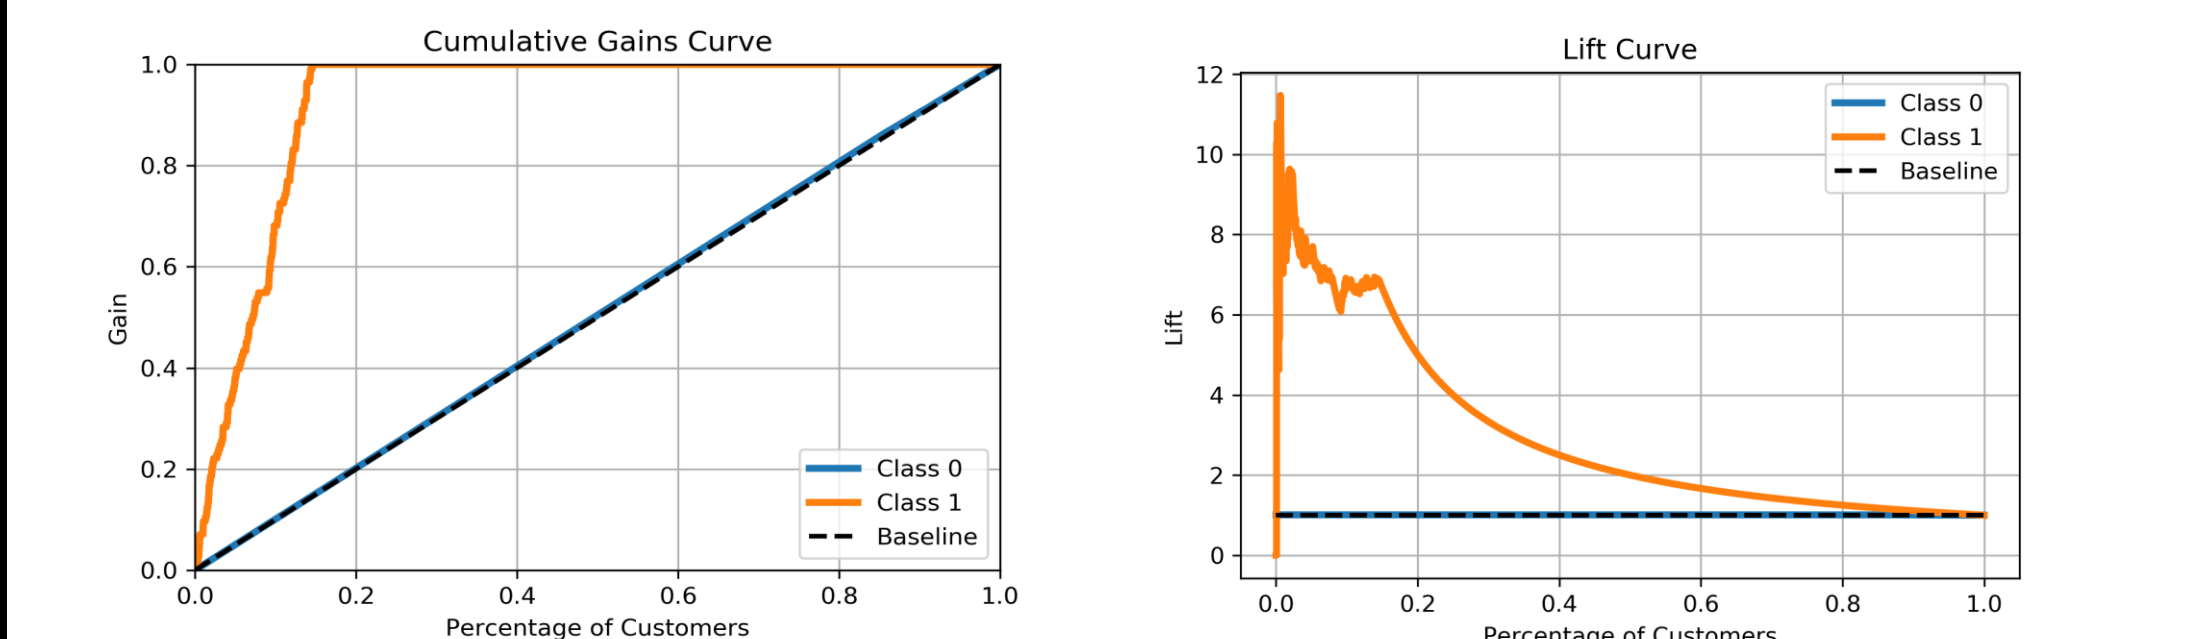 Cumulative Gains Curve
1.0
0.8
0.6
0.4
0.2
0.0
Gain
Class 0
Class 1
Baseline
0.0 0.2 0.4 0.6 0.8 1.0
Percentage of Customers
Lift Curve
12
10
8
6
4
2
0
Lift
Class 0
Class 1
Baseline
0.0 0.2 0.4 0.6 0.8 1.0
Percentage of Customers